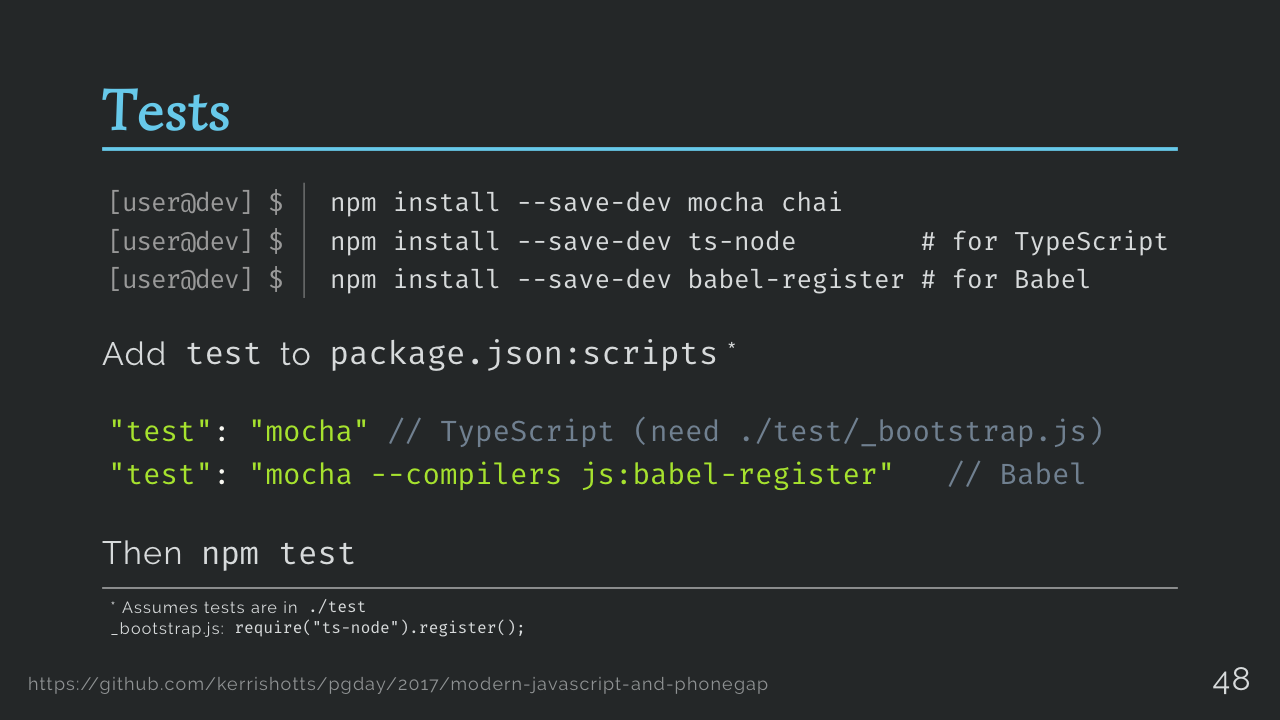 Tests
[user@dev] $ npm install --save-dev mocha chai
[user@dev] $ npm install --save-dev ts-node        # for TypeScript
[user@dev] $ npm install --save-dev babel-register # for Babel
Add test to package.json:scripts *
"test": "mocha" // TypeScript (need ./test/_bootstrap.js)
"test": "mocha --compilers js:babel-register"   // Babel
Then npm test
* Assumes tests are in ./test
_bootstrap.js: require("ts-node").register();
https://github.com/kerrishotts/pgday/2017/modern-javascript-and-phonegap
48